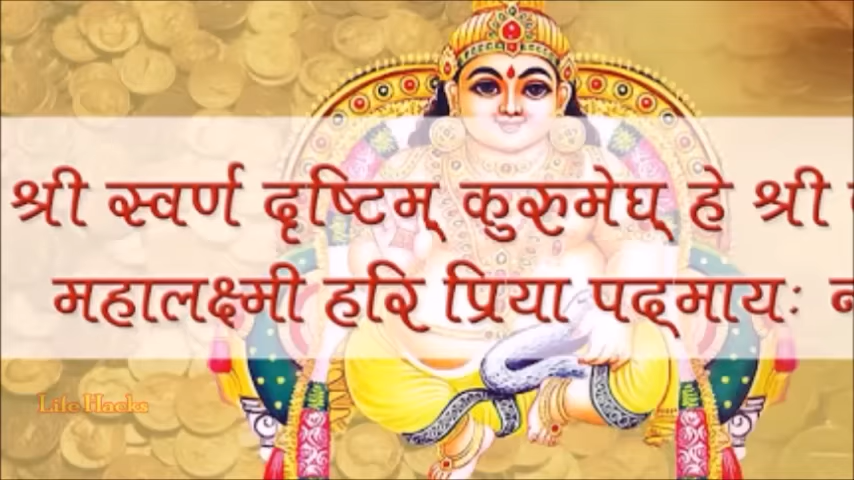 श्री स्वर्ण दृष्टिम् कुरुमेघ् हे श्री
महालक्ष्मी हरि प्रिया पद्मायः
Life Hacks